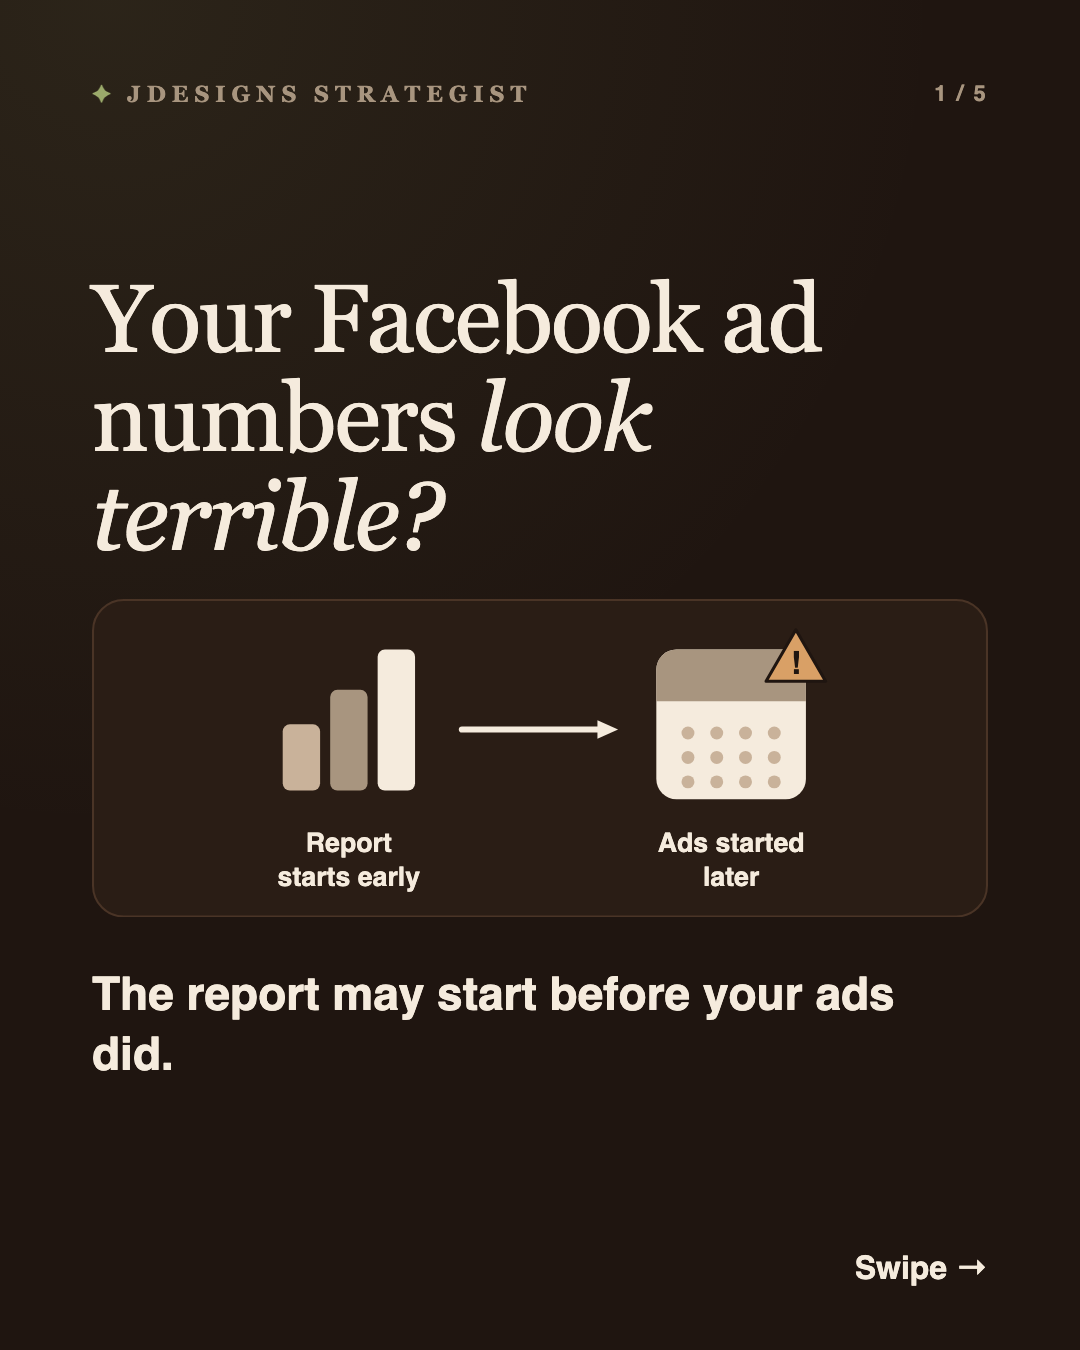 ✦ JDESIGNS STRATEGIST
1 / 5
Your Facebook ad
numbers look
terrible?
!
Report
starts early
Ads started
later
The report may start before your ads
did.
Swipe →